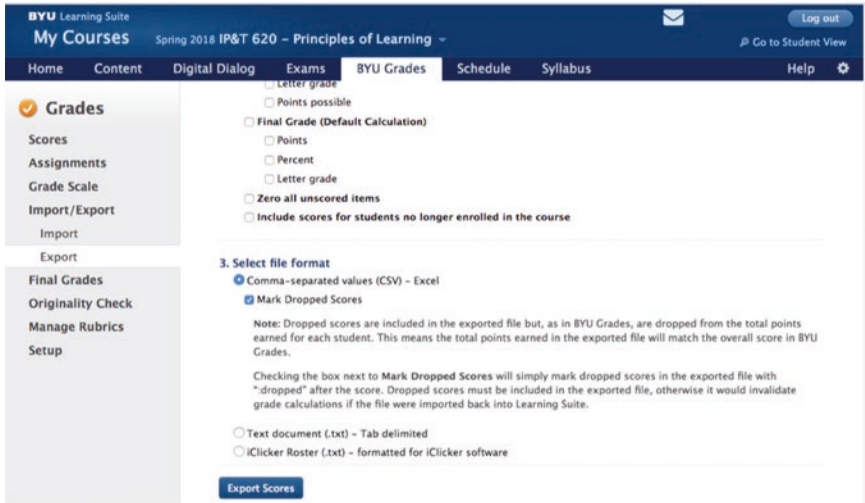 BYU Learning Suite
Log out
My Courses Spring 2018 IP&T 620 – Principles of Learning
Go to Student View
Home Content Digital Dialog Exams BYU Grades Schedule Syllabus Help
Grades
Scores
Assignments
Grade Scale
Import/Export
Import
Export
Final Grades
Originality Check
Manage Rubrics
Setup
Letter grade
Points possible
Final Grade (Default Calculation)
Points
Percent
Letter grade
Zero all unscored items
Include scores for students no longer enrolled in the course
3. Select file format
Comma-separated values (CSV) – Excel
Mark Dropped Scores
Note: Dropped scores are included in the exported file but, as in BYU Grades, are dropped from the total points
earned for each student. This means the total points earned in the exported file will match the overall score in BYU
Grades.
Checking the box next to Mark Dropped Scores will simply mark dropped scores in the exported file with
":dropped" after the score. Dropped scores must be included in the exported file, otherwise it would invalidate
grade calculations if the file were imported back into Learning Suite.
Text document (.txt) – Tab delimited
iClicker Roster (.txt) – formatted for iClicker software
Export Scores